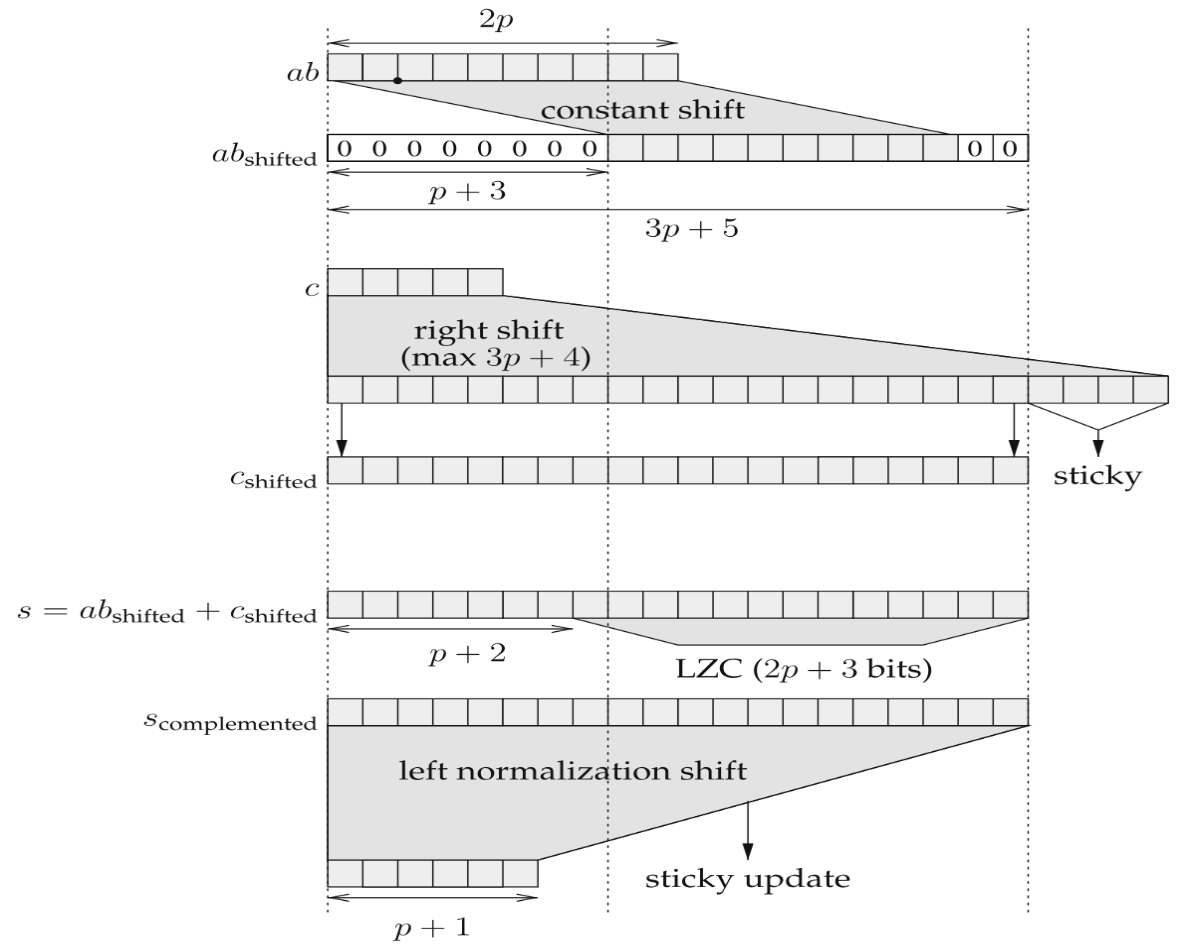 2p
ab
constant shift
ab_shifted 0 0 0 0 0 0 0 0 0 0
p + 3
3p + 5
c
right shift
(max 3p + 4)
c_shifted
sticky
s = ab_shifted + c_shifted
p + 2
LZC (2p + 3 bits)
s_complemented
left normalization shift
sticky update
p + 1